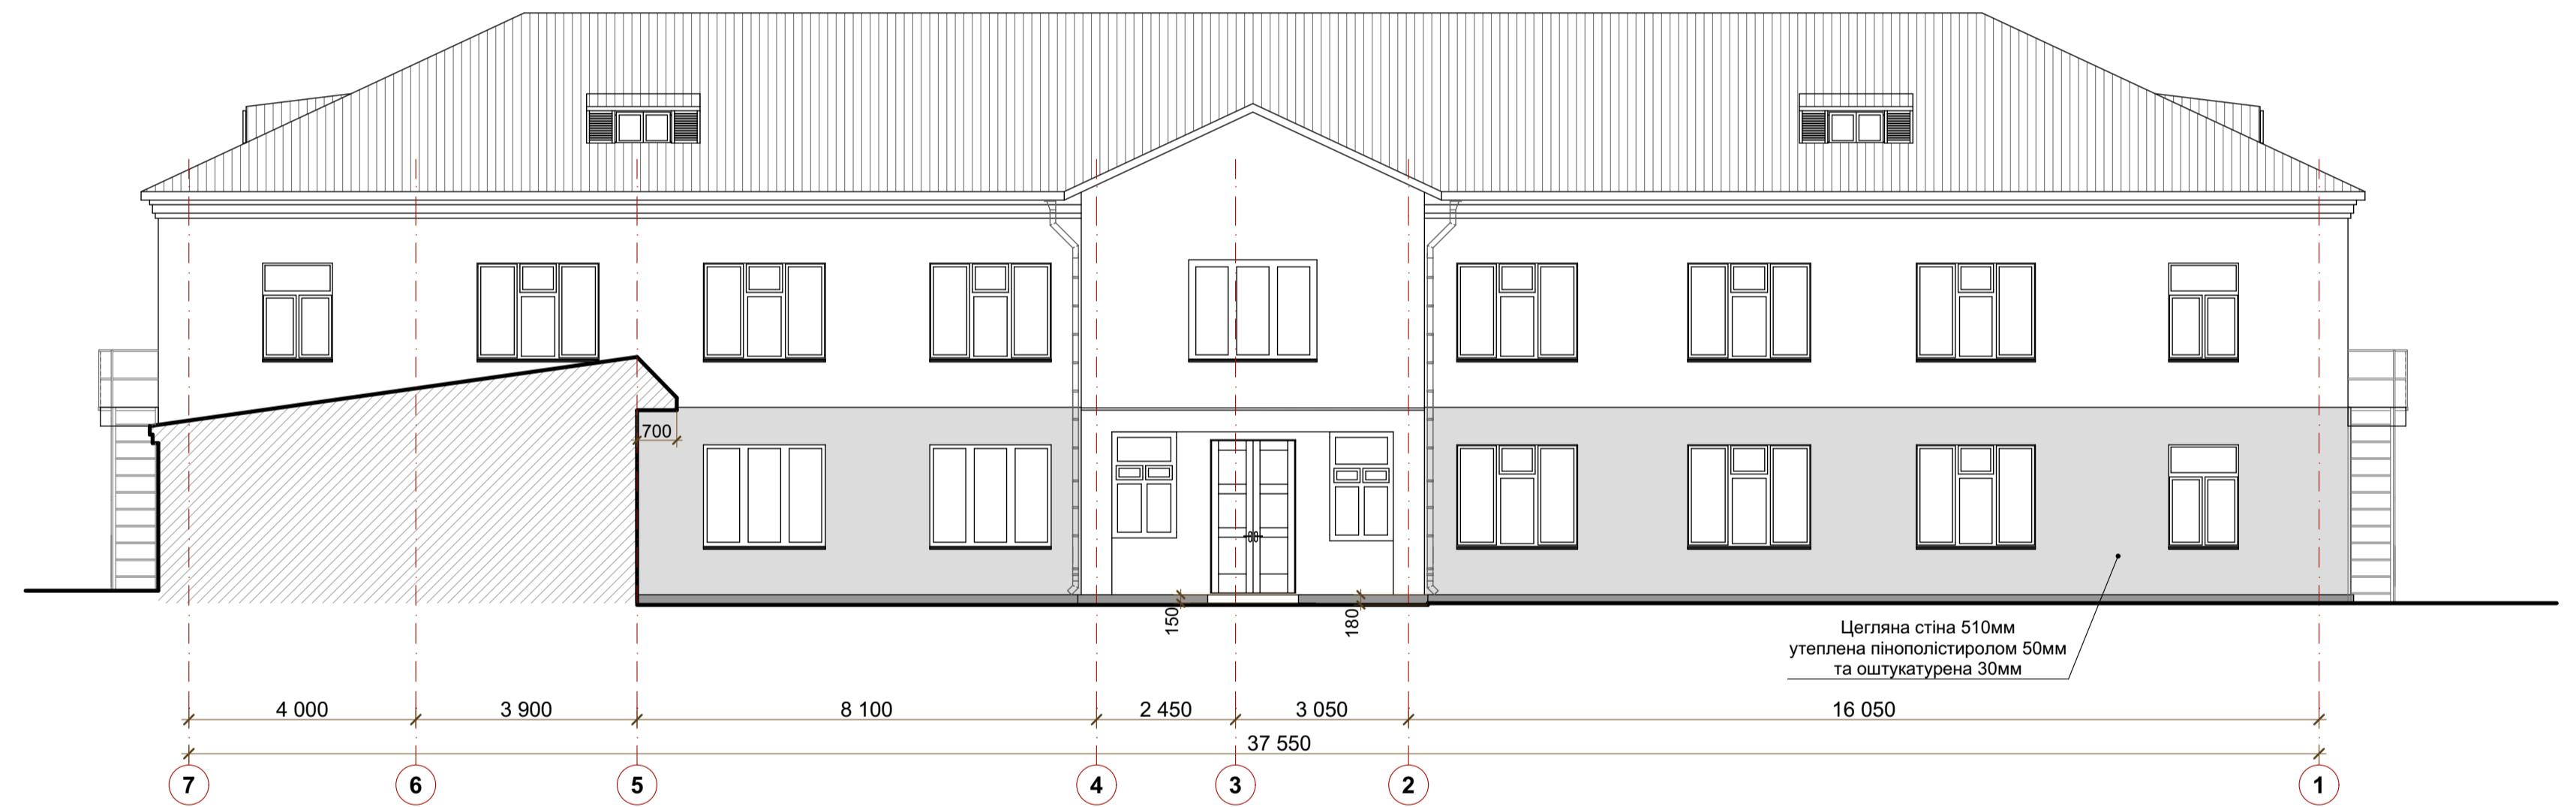 700
150
180
Цегляна стіна 510мм
утеплена пінополістиролом 50мм
та оштукатурена 30мм
4 000 3 900 8 100 2 450 3 050 16 050
37 550
7 6 5 4 3 2 1